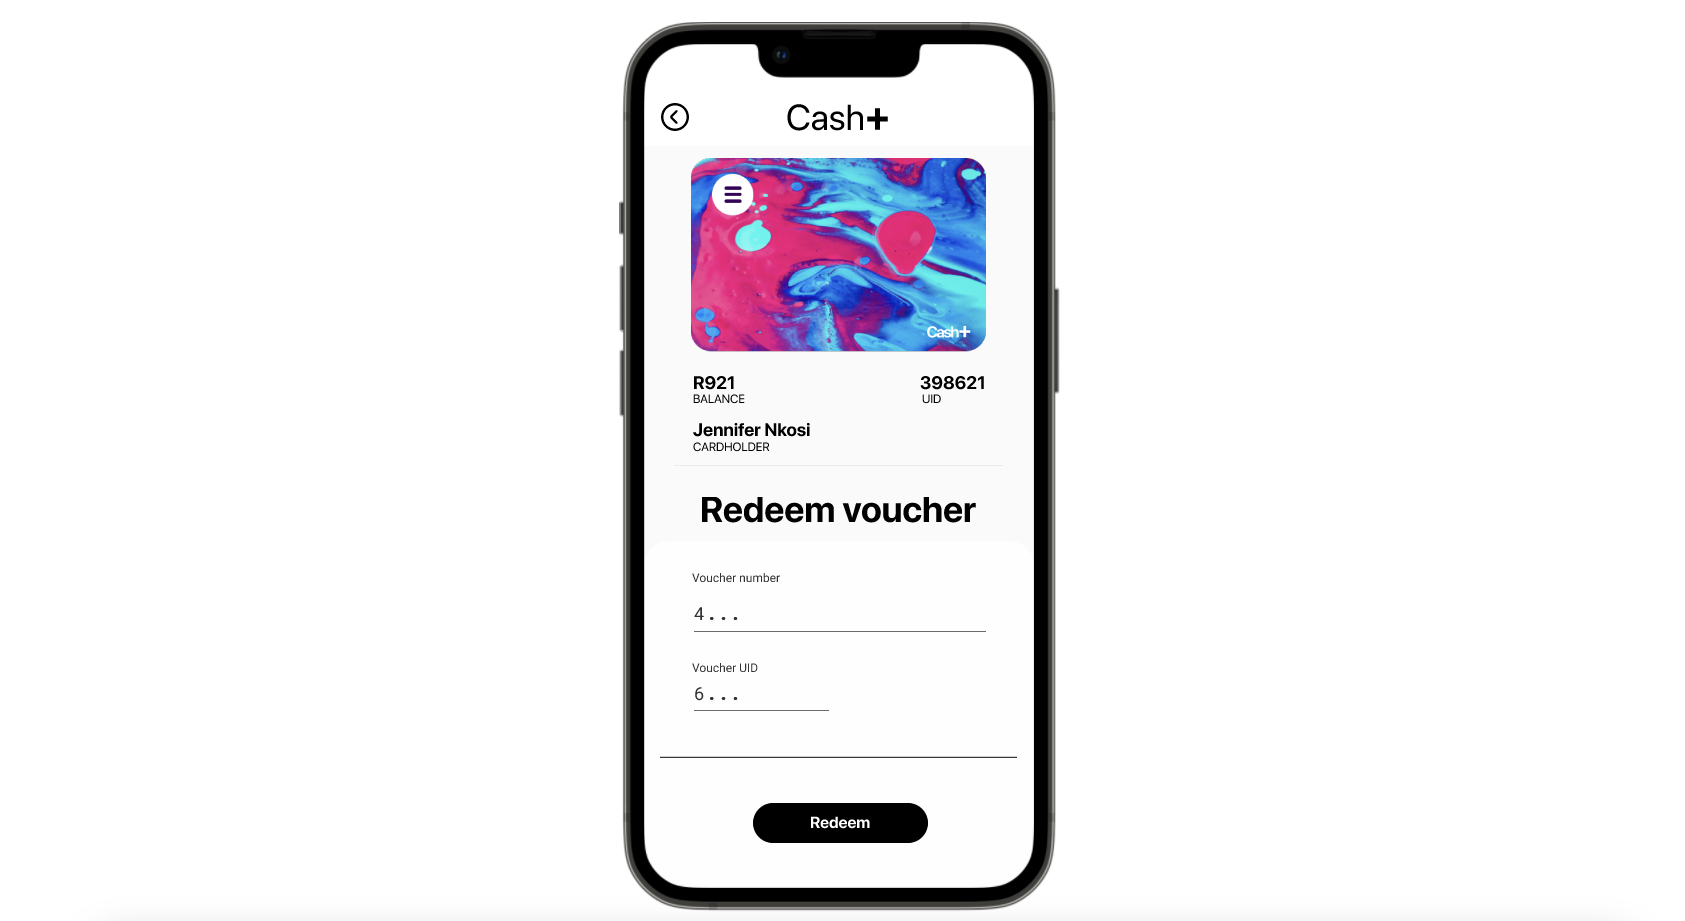 Cash+
Cash+
R921 398621
BALANCE UID
Jennifer Nkosi
CARDHOLDER
Redeem voucher
Voucher number
4...
Voucher UID
6...
Redeem